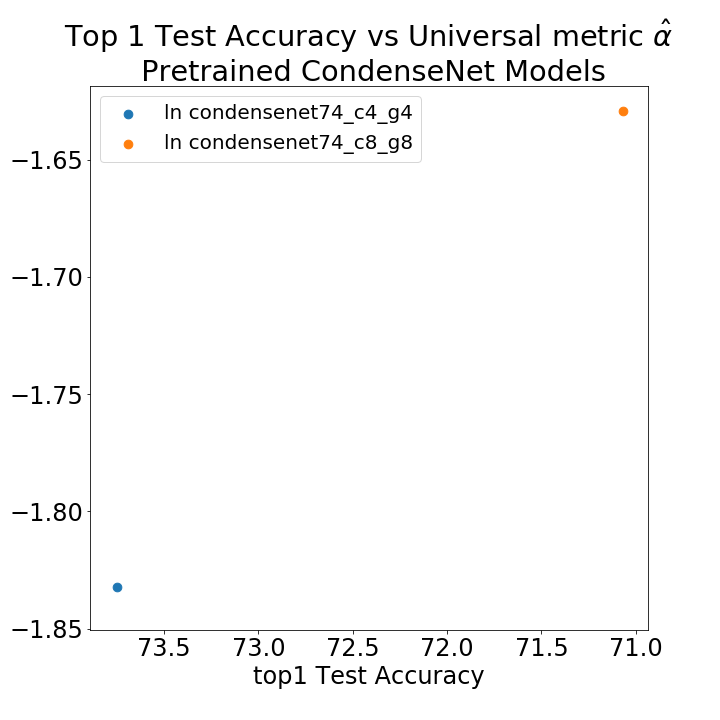 Top 1 Test Accuracy vs Universal metric α̂
Pretrained CondenseNet Models
ln condensenet74_c4_g4
ln condensenet74_c8_g8
−1.65
−1.70
−1.75
−1.80
−1.85
73.5 73.0 72.5 72.0 71.5 71.0
top1 Test Accuracy